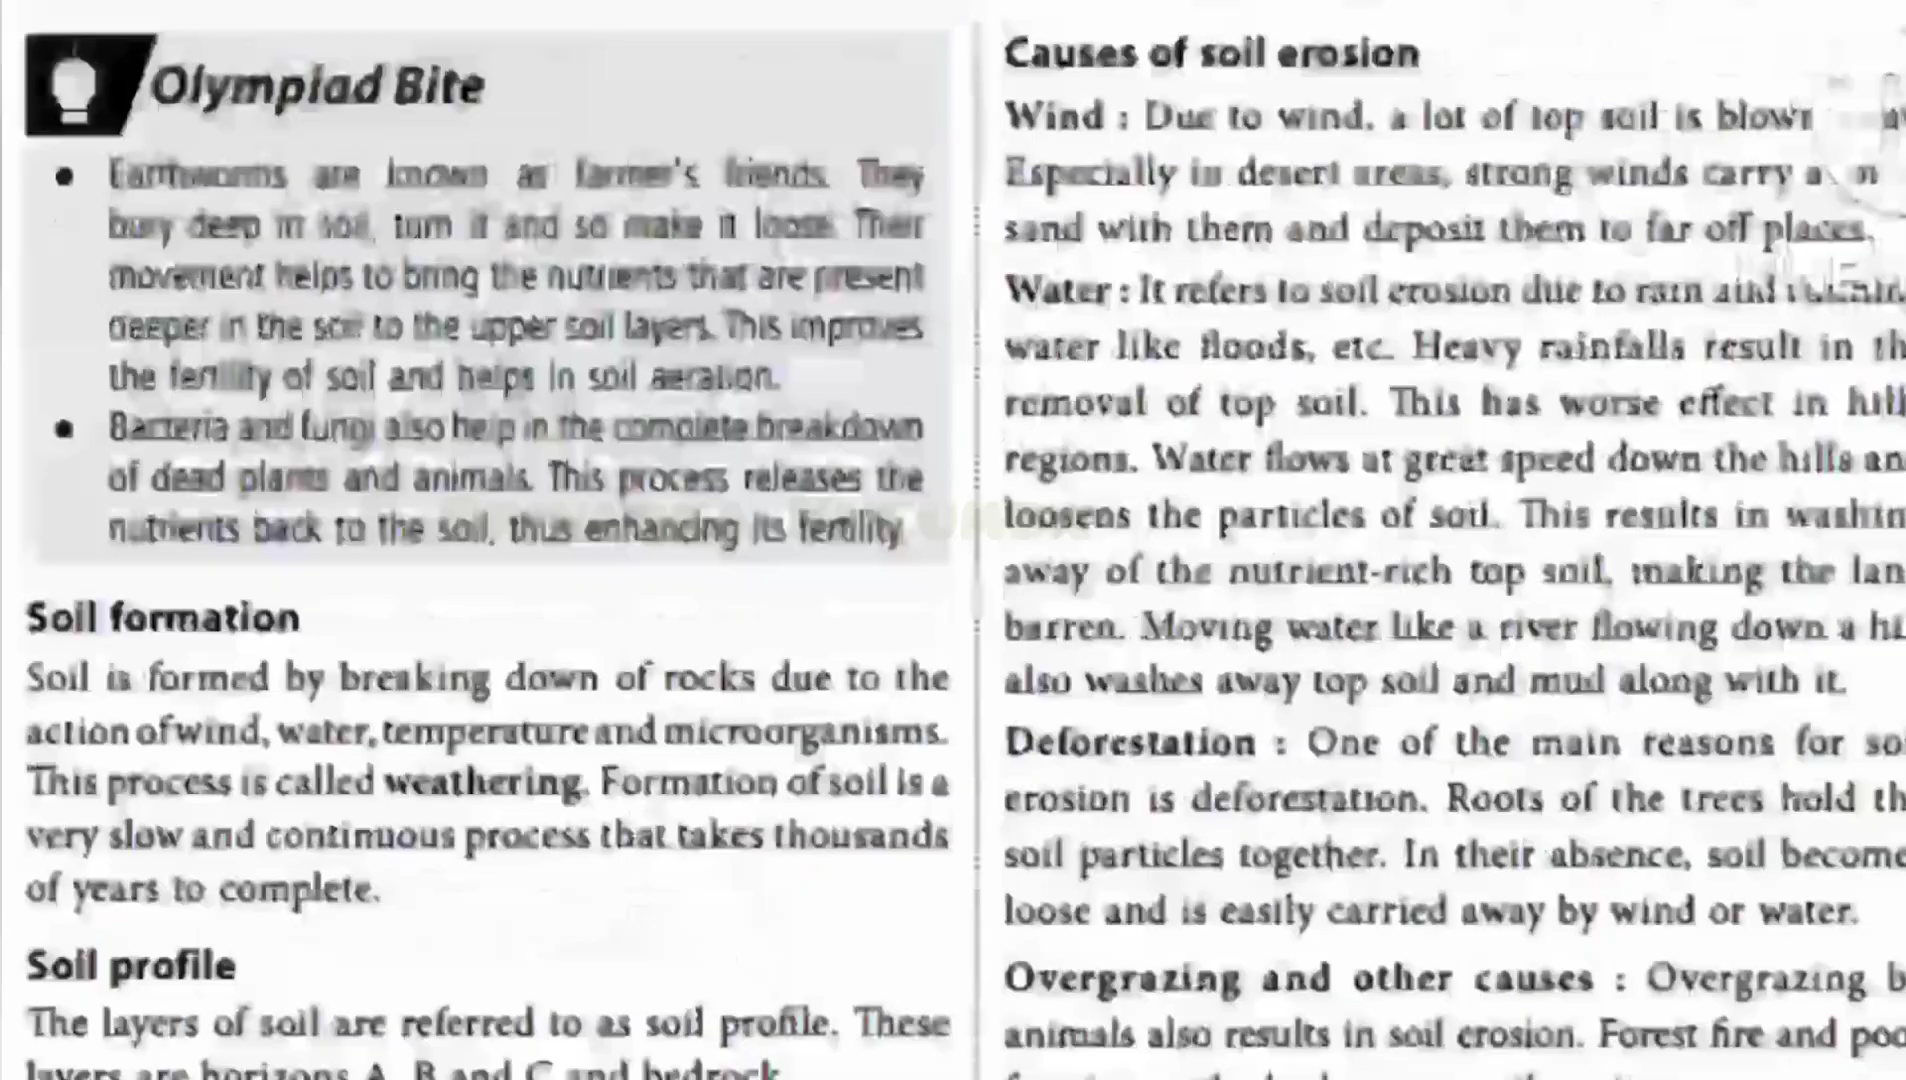 Olympiad Bite
• Earthworms are known as farmer's friends. They
bury deep in soil, turn it and so make it loose. Their
movement helps to bring the nutrients that are present
deeper in the soil to the upper soil layers. This improves
the fertility of soil and helps in soil aeration.
• Bacteria and fungi also help in the complete breakdown
of dead plants and animals. This process releases the
nutrients back to the soil, thus enhancing its fertility
Soil formation
Soil is formed by breaking down of rocks due to the
action of wind, water, temperature and microorganisms.
This process is called weathering. Formation of soil is a
very slow and continuous process that takes thousands
of years to complete.
Soil profile
The layers of soil are referred to as soil profile. These
layers are horizons A, B and C and bedrock
Causes of soil erosion
Wind : Due to wind, a lot of top soil is blown
Especially in desert areas, strong winds carry
sand with them and deposit them to far off places.
Water : It refers to soil erosion due to rain and
water like floods, etc. Heavy rainfalls result in th
removal of top soil. This has worse effect in hill
regions. Water flows at great speed down the hills an
loosens the particles of soil. This results in washin
away of the nutrient-rich top soil, making the lan
barren. Moving water like a river flowing down a hi
also washes away top soil and mud along with it.
Deforestation : One of the main reasons for so
erosion is deforestation. Roots of the trees hold th
soil particles together. In their absence, soil become
loose and is easily carried away by wind or water.
Overgrazing and other causes : Overgrazing b
animals also results in soil erosion. Forest fire and poo